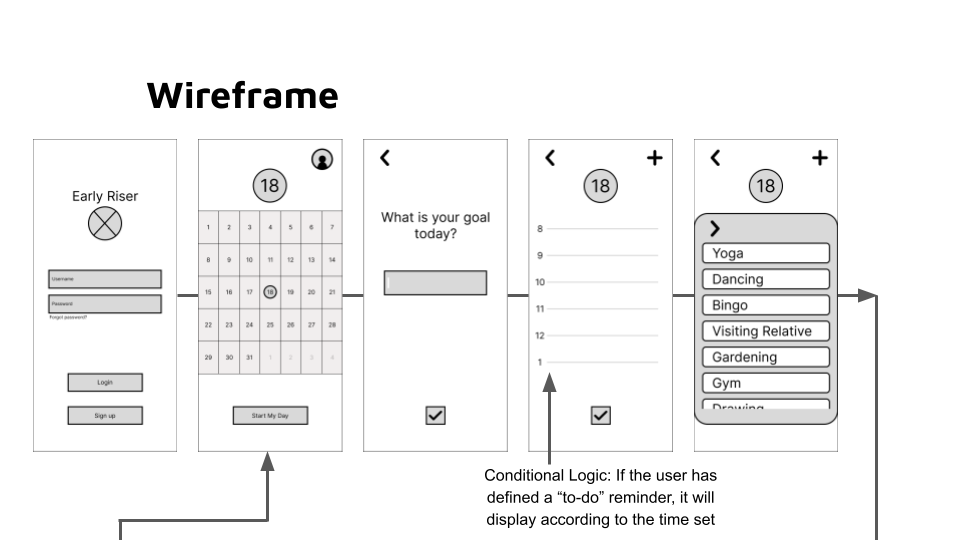 Wireframe
Early Riser
Username
Password
Forgot password?
Login
Sign up
18
1 2 3 4 5 6 7
8 9 10 11 12 13 14
15 16 17 18 19 20 21
22 23 24 25 26 27 28
29 30 31 1 2 3 4
Start My Day
What is your goal
today?
18
8
9
10
11
12
1
18
Yoga
Dancing
Bingo
Visiting Relative
Gardening
Gym
Drawing
Conditional Logic: If the user has
defined a “to-do” reminder, it will
display according to the time set